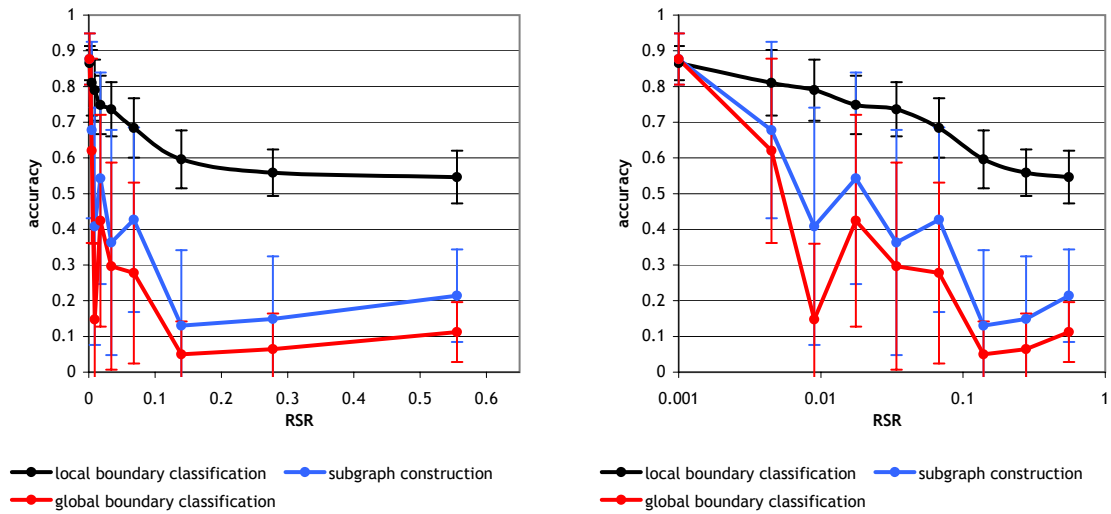 1
0.9
0.8
0.7
0.6
0.5
0.4
0.3
0.2
0.1
0
accuracy
0 0.1 0.2 0.3 0.4 0.5 0.6
RSR
local boundary classification subgraph construction
global boundary classification
1
0.9
0.8
0.7
0.6
0.5
0.4
0.3
0.2
0.1
0
accuracy
0.001 0.01 0.1 1
RSR
local boundary classification subgraph construction
global boundary classification